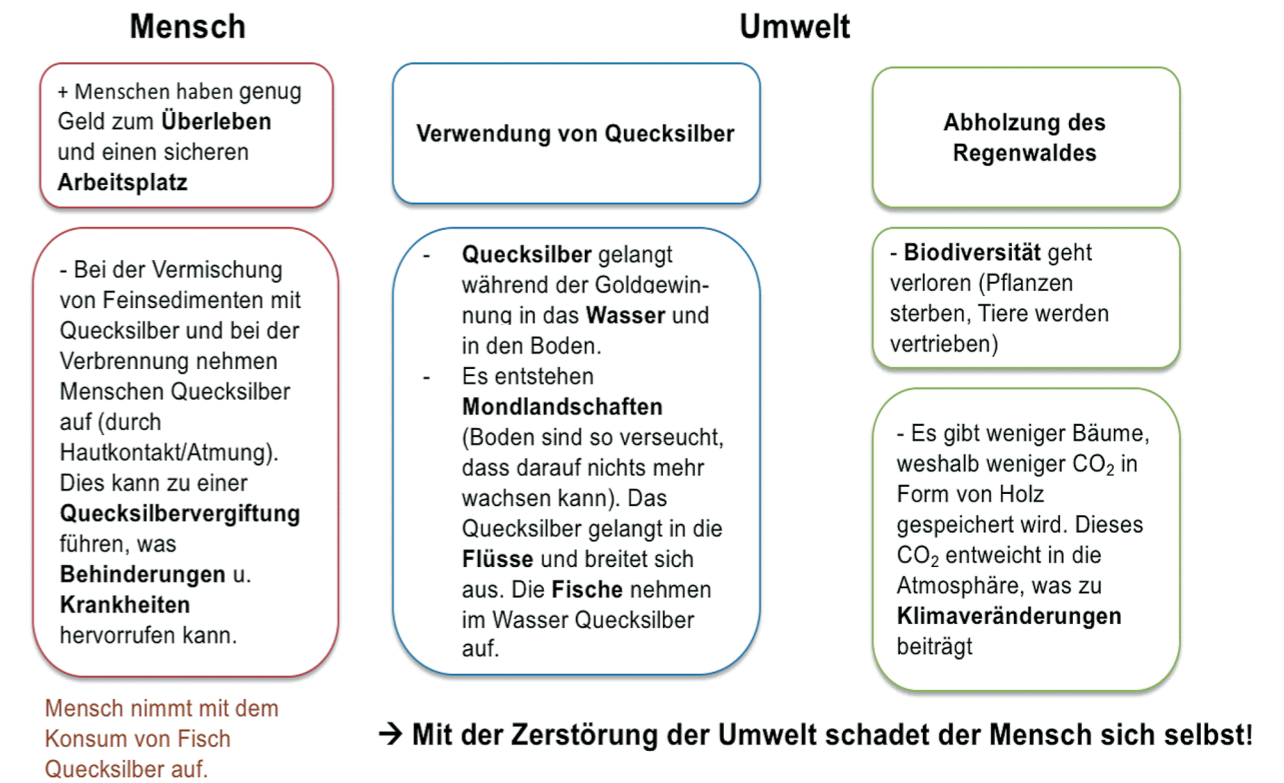 Mensch
Umwelt
+ Menschen haben genug
Geld zum Überleben
und einen sicheren
Arbeitsplatz
Verwendung von Quecksilber
Abholzung des
Regenwaldes
- Bei der Vermischung
von Feinsedimenten mit
Quecksilber und bei der
Verbrennung nehmen
Menschen Quecksilber
auf (durch
Hautkontakt/Atmung).
Dies kann zu einer
Quecksilbervergiftung
führen, was
Behinderungen u.
Krankheiten
hervorrufen kann.
- Quecksilber gelangt
während der Goldgewin-
nung in das Wasser und
in den Boden.
- Es entstehen
Mondlandschaften
(Boden sind so verseucht,
dass darauf nichts mehr
wachsen kann). Das
Quecksilber gelangt in die
Flüsse und breitet sich
aus. Die Fische nehmen
im Wasser Quecksilber
auf.
- Biodiversität geht
verloren (Pflanzen
sterben, Tiere werden
vertrieben)
- Es gibt weniger Bäume,
weshalb weniger CO₂ in
Form von Holz
gespeichert wird. Dieses
CO₂ entweicht in die
Atmosphäre, was zu
Klimaveränderungen
beiträgt
Mensch nimmt mit dem
Konsum von Fisch
Quecksilber auf.
→ Mit der Zerstörung der Umwelt schadet der Mensch sich selbst!